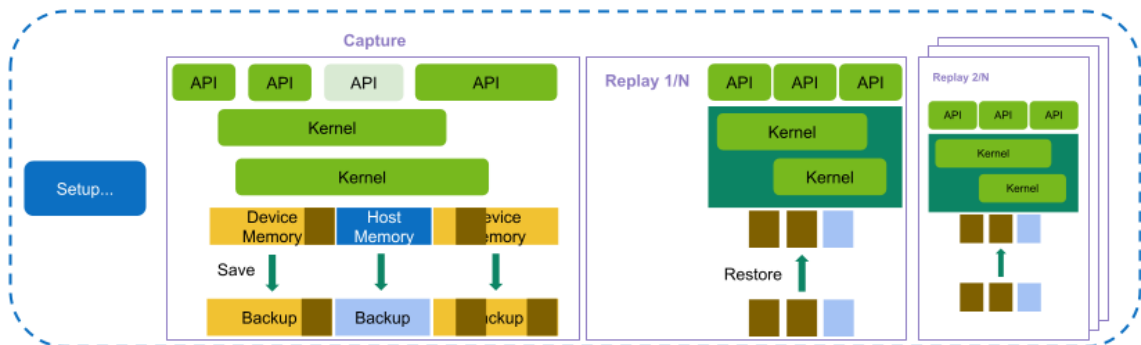 Capture
API API API API
Kernel
Kernel
Setup...
Device Host evice
Memory Memory emory
Save
Backup Backup ckup
Replay 1/N
API API API
Kernel
Kernel
Restore
Replay 2/N
API API API
Kernel
Kernel